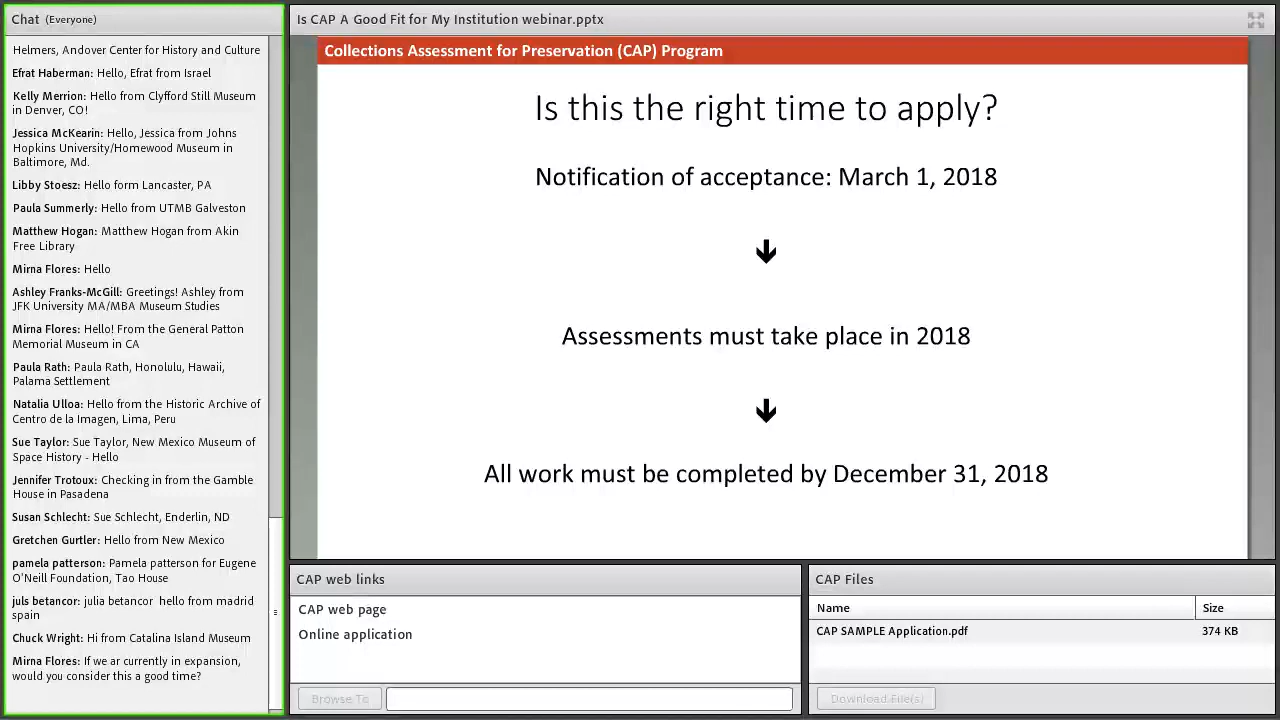 Chat (Everyone)
Helmers, Andover Center for History and Culture
Efrat Haberman: Hello, Efrat from Israel
Kelly Merrion: Hello from Clyfford Still Museum
in Denver, CO!
Jessica McKearin: Hello, Jessica from Johns
Hopkins University/Homewood Museum in
Baltimore, Md.
Libby Stoesz: Hello form Lancaster, PA
Paula Summerly: Hello from UTMB Galveston
Matthew Hogan: Matthew Hogan from Akin
Free Library
Mirna Flores: Hello
Ashley Franks-McGill: Greetings! Ashley from
JFK University MA/MBA Museum Studies
Mirna Flores: Hello! From the General Patton
Memorial Museum in CA
Paula Rath: Paula Rath, Honolulu, Hawaii,
Palama Settlement
Natalia Ulloa: Hello from the Historic Archive of
Centro de la Imagen, Lima, Peru
Sue Taylor: Sue Taylor, New Mexico Museum of
Space History - Hello
Jennifer Trotoux: Checking in from the Gamble
House in Pasadena
Susan Schlecht: Sue Schlecht, Enderlin, ND
Gretchen Gurtler: Hello from New Mexico
pamela patterson: Pamela patterson for Eugene
O'Neill Foundation, Tao House
juls betancor: julia betancor hello from madrid
spain
Chuck Wright: Hi from Catalina Island Museum
Mirna Flores: If we ar currently in expansion,
would you consider this a good time?
Is CAP A Good Fit for My Institution webinar.pptx
Collections Assessment for Preservation (CAP) Program
Is this the right time to apply?
Notification of acceptance: March 1, 2018
Assessments must take place in 2018
All work must be completed by December 31, 2018
CAP web links
CAP web page
Online application
Browse To
CAP Files
Name Size
CAP SAMPLE Application.pdf 374 KB
Download File(s)